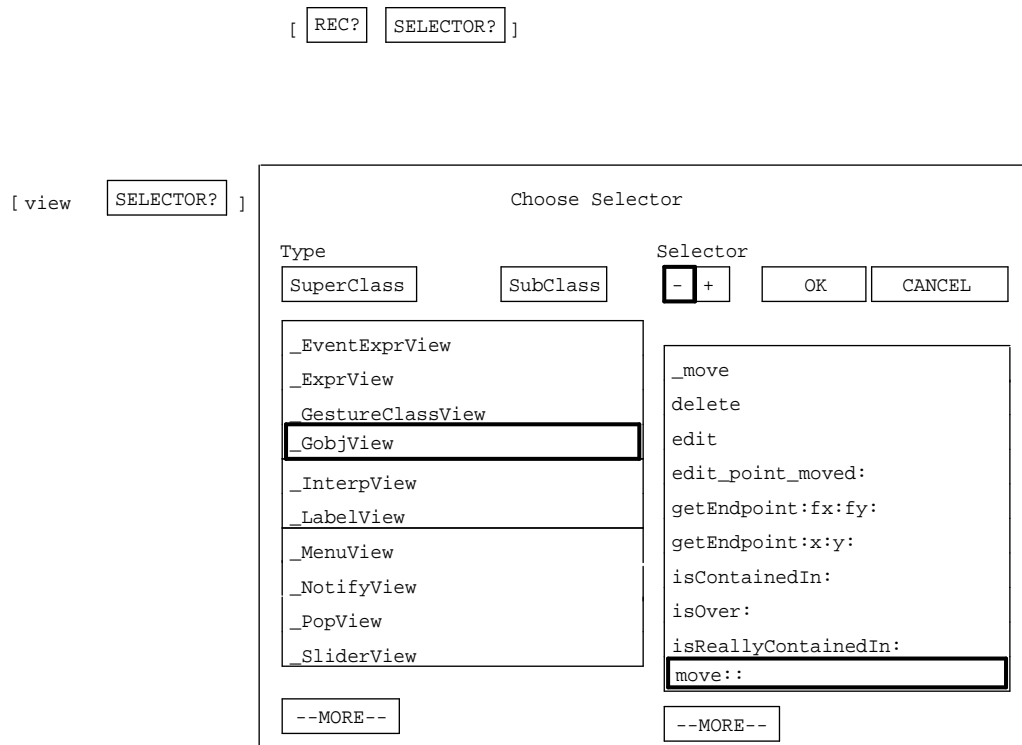 [ REC? SELECTOR? ]
[ view SELECTOR? ]
Choose Selector
Type Selector
SuperClass SubClass - + OK CANCEL
_EventExprView
_ExprView
_GestureClassView
_GobjView
_InterpView
_LabelView
_MenuView
_NotifyView
_PopView
_SliderView
--MORE--
_move
delete
edit
edit_point_moved:
getEndpoint:fx:fy:
getEndpoint:x:y:
isContainedIn:
isOver:
isReallyContainedIn:
move::
--MORE--